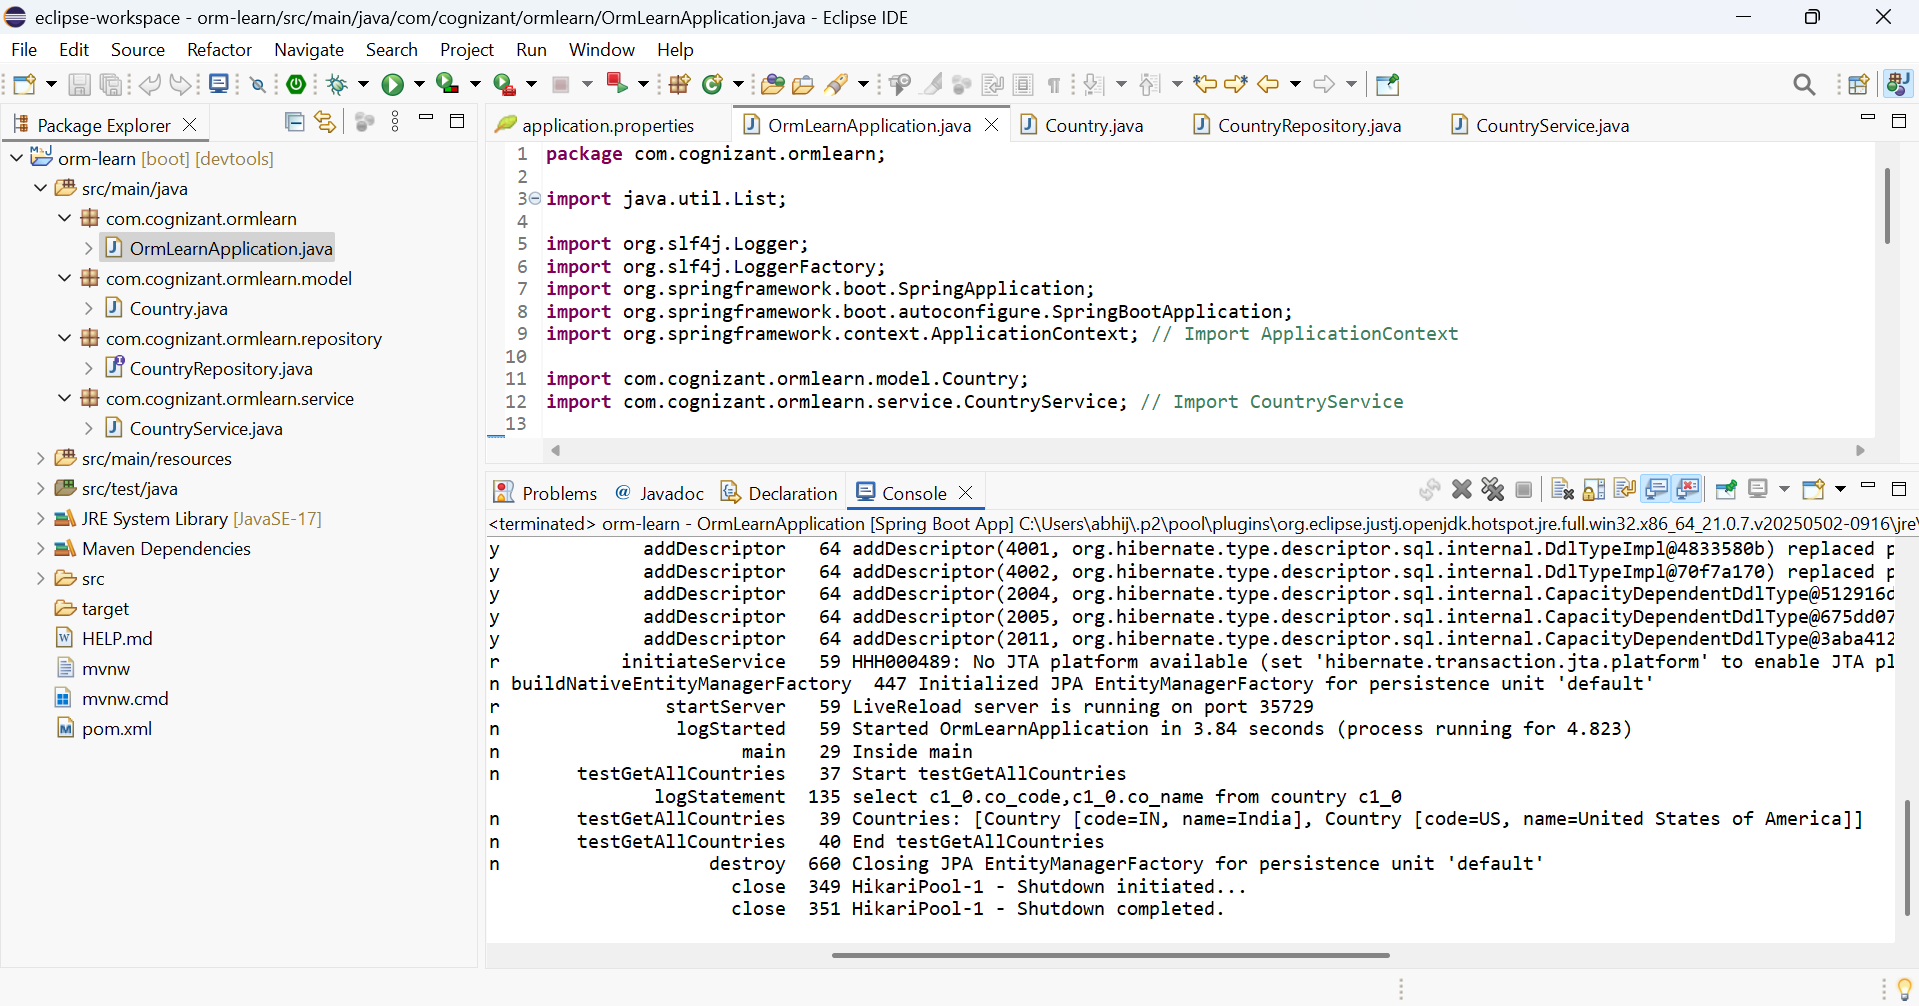 eclipse-workspace - orm-learn/src/main/java/com/cognizant/ormlearn/OrmLearnApplication.java - Eclipse IDE
File Edit Source Refactor Navigate Search Project Run Window Help
Package Explorer
orm-learn [boot] [devtools]
src/main/java
com.cognizant.ormlearn
OrmLearnApplication.java
com.cognizant.ormlearn.model
Country.java
com.cognizant.ormlearn.repository
CountryRepository.java
com.cognizant.ormlearn.service
CountryService.java
src/main/resources
src/test/java
JRE System Library [JavaSE-17]
Maven Dependencies
src
target
HELP.md
mvnw
mvnw.cmd
pom.xml
application.properties OrmLearnApplication.java Country.java CountryRepository.java CountryService.java
1 package com.cognizant.ormlearn;
2
3 import java.util.List;
4
5 import org.slf4j.Logger;
6 import org.slf4j.LoggerFactory;
7 import org.springframework.boot.SpringApplication;
8 import org.springframework.boot.autoconfigure.SpringBootApplication;
9 import org.springframework.context.ApplicationContext; // Import ApplicationContext
10
11 import com.cognizant.ormlearn.model.Country;
12 import com.cognizant.ormlearn.service.CountryService; // Import CountryService
13
Problems Javadoc Declaration Console
<terminated> orm-learn - OrmLearnApplication [Spring Boot App] C:\Users\abhij\.p2\pool\plugins\org.eclipse.justj.openjdk.hotspot.jre.full.win32.x86_64_21.0.7.v20250502-0916\jre\
y addDescriptor 64 addDescriptor(4001, org.hibernate.type.descriptor.sql.internal.DdlTypeImpl@4833580b) replaced p
y addDescriptor 64 addDescriptor(4002, org.hibernate.type.descriptor.sql.internal.DdlTypeImpl@70f7a170) replaced p
y addDescriptor 64 addDescriptor(2004, org.hibernate.type.descriptor.sql.internal.CapacityDependentDdlType@512916d
y addDescriptor 64 addDescriptor(2005, org.hibernate.type.descriptor.sql.internal.CapacityDependentDdlType@675dd07
y addDescriptor 64 addDescriptor(2011, org.hibernate.type.descriptor.sql.internal.CapacityDependentDdlType@3aba412
r initiateService 59 HHH000489: No JTA platform available (set 'hibernate.transaction.jta.platform' to enable JTA pl
n buildNativeEntityManagerFactory 447 Initialized JPA EntityManagerFactory for persistence unit 'default'
r startServer 59 LiveReload server is running on port 35729
n logStarted 59 Started OrmLearnApplication in 3.84 seconds (process running for 4.823)
n main 29 Inside main
n testGetAllCountries 37 Start testGetAllCountries
logStatement 135 select c1_0.co_code,c1_0.co_name from country c1_0
n testGetAllCountries 39 Countries: [Country [code=IN, name=India], Country [code=US, name=United States of America]]
n testGetAllCountries 40 End testGetAllCountries
n destroy 660 Closing JPA EntityManagerFactory for persistence unit 'default'
close 349 HikariPool-1 - Shutdown initiated...
close 351 HikariPool-1 - Shutdown completed.